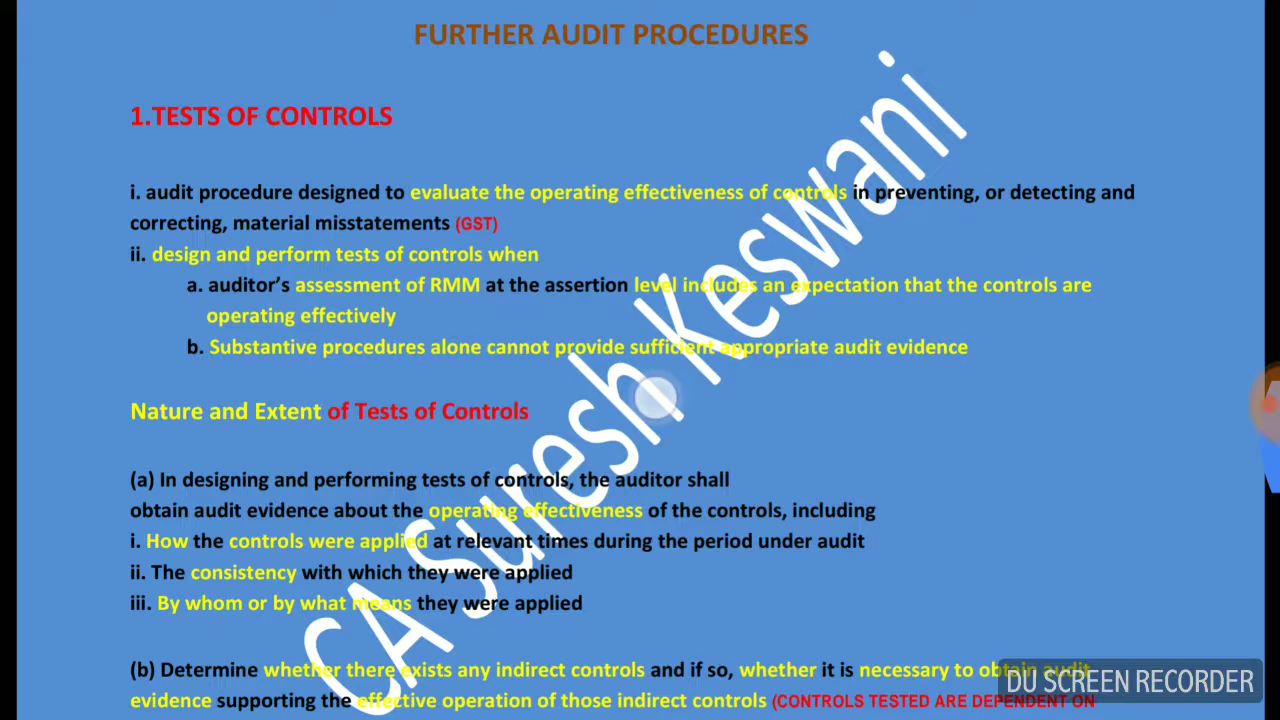 FURTHER AUDIT PROCEDURES
1.TESTS OF CONTROLS
i. audit procedure designed to evaluate the operating effectiveness of controls in preventing, or detecting and
correcting, material misstatements (GST)
ii. design and perform tests of controls when
a. auditor's assessment of RMM at the assertion level includes an expectation that the controls are
operating effectively
b. Substantive procedures alone cannot provide sufficient appropriate audit evidence
Nature and Extent of Tests of Controls
(a) In designing and performing tests of controls, the auditor shall
obtain audit evidence about the operating effectiveness of the controls, including
i. How the controls were applied at relevant times during the period under audit
ii. The consistency with which they were applied
iii. By whom or by what means they were applied
(b) Determine whether there exists any indirect controls and if so, whether it is necessary to obtain audit
evidence supporting the effective operation of those indirect controls (CONTROLS TESTED ARE DEPENDENT ON
CA Suresh Keswani
DU SCREEN RECORDER